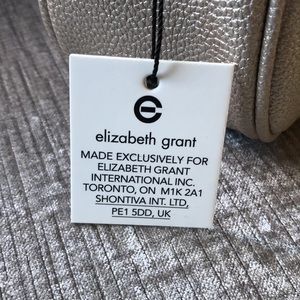 elizabeth grant
MADE EXCLUSIVELY FOR
ELIZABETH GRANT
INTERNATIONAL INC.
TORONTO, ON M1K 2A1
SHONTIVA INT. LTD,
PE1 5DD, UK